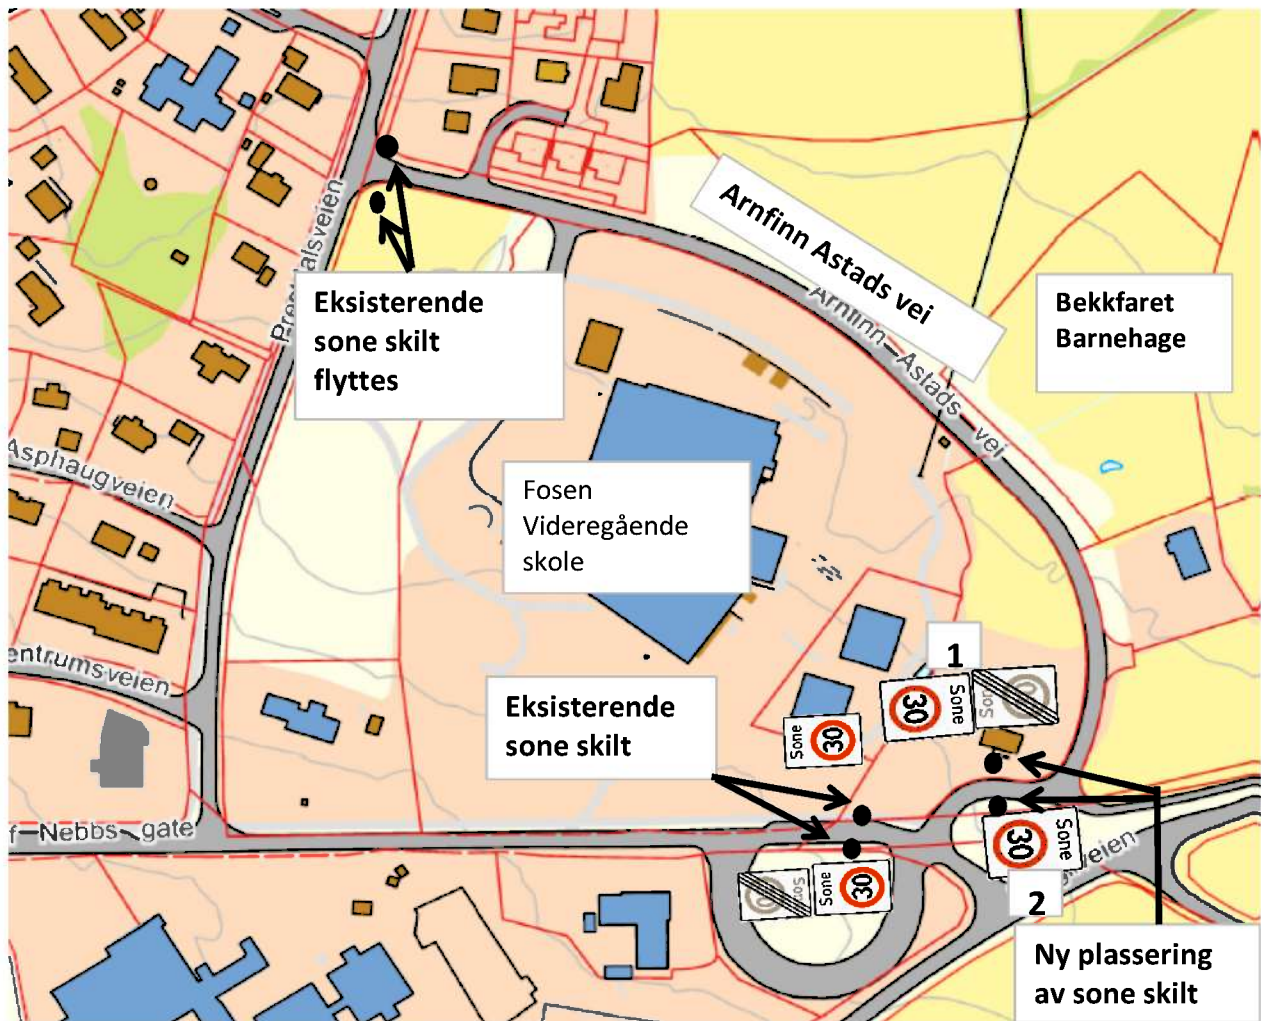 Arnfinn Astads vei
Bekkfaret
Barnehage
Eksisterende
sone skilt
flyttes
Arnfinn Astads vei
Asphaugveien
Fosen
Videregående
skole
entrumsveien
1
Eksisterende
sone skilt
30
Sone
Sone
Sone
30
f Nebbs gate
30
Sone
veien
Sone
30
2
Ny plassering
av sone skilt